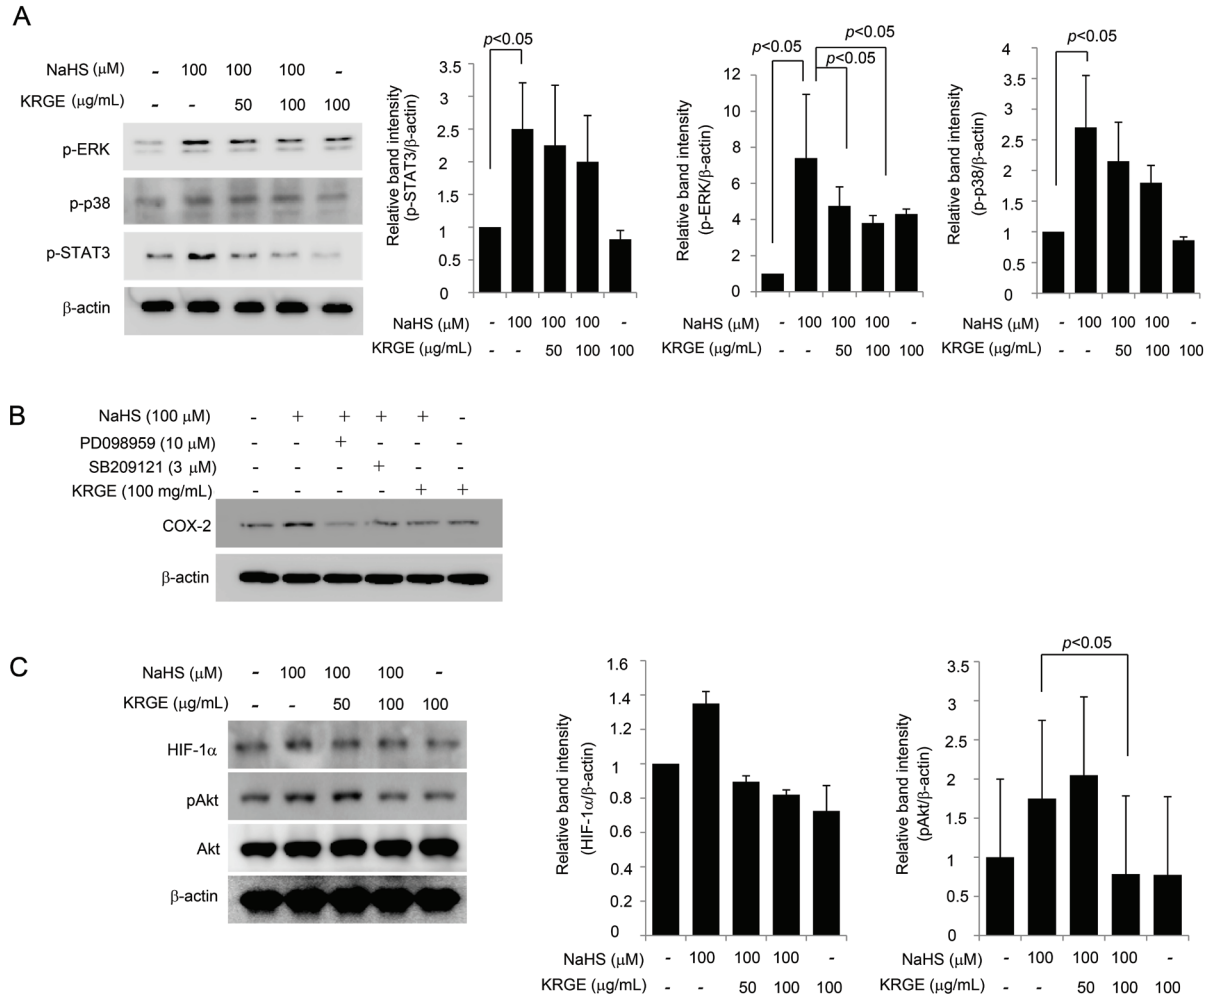 A
NaHS (μM) - 100 100 100 -
KRGE (μg/mL) - - 50 100 100
p-ERK
p-p38
p-STAT3
β-actin
p<0.05
Relative band intensity
(p-STAT3/β-actin)
3.5
3
2.5
2
1.5
1
0.5
0
NaHS (μM) - 100 100 100 -
KRGE (μg/mL) - - 50 100 100
p<0.05
p<0.05
p<0.05
Relative band intensity
(p-ERK/β-actin)
12
10
8
6
4
2
0
NaHS (μM) - 100 100 100 -
KRGE (μg/mL) - - 50 100 100
p<0.05
Relative band intensity
(p-p38/β-actin)
4
3.5
3
2.5
2
1.5
1
0.5
0
NaHS (μM) - 100 100 100 -
KRGE (μg/mL) - - 50 100 100
B
NaHS (100 μM) - + + + + -
PD098959 (10 μM) - - + - - -
SB209121 (3 μM) - - - + - -
KRGE (100 mg/mL) - - - - + +
COX-2
β-actin
C
NaHS (μM) - 100 100 100 -
KRGE (μg/mL) - - 50 100 100
HIF-1α
pAkt
Akt
β-actin
Relative band intensity
(HIF-1α/β-actin)
1.6
1.4
1.2
1
0.8
0.6
0.4
0.2
0
NaHS (μM) - 100 100 100 -
KRGE (μg/mL) - - 50 100 100
p<0.05
Relative band intensity
(pAkt/β-actin)
3.5
3
2.5
2
1.5
1
0.5
0
NaHS (μM) - 100 100 100 -
KRGE (μg/mL) - - 50 100 100